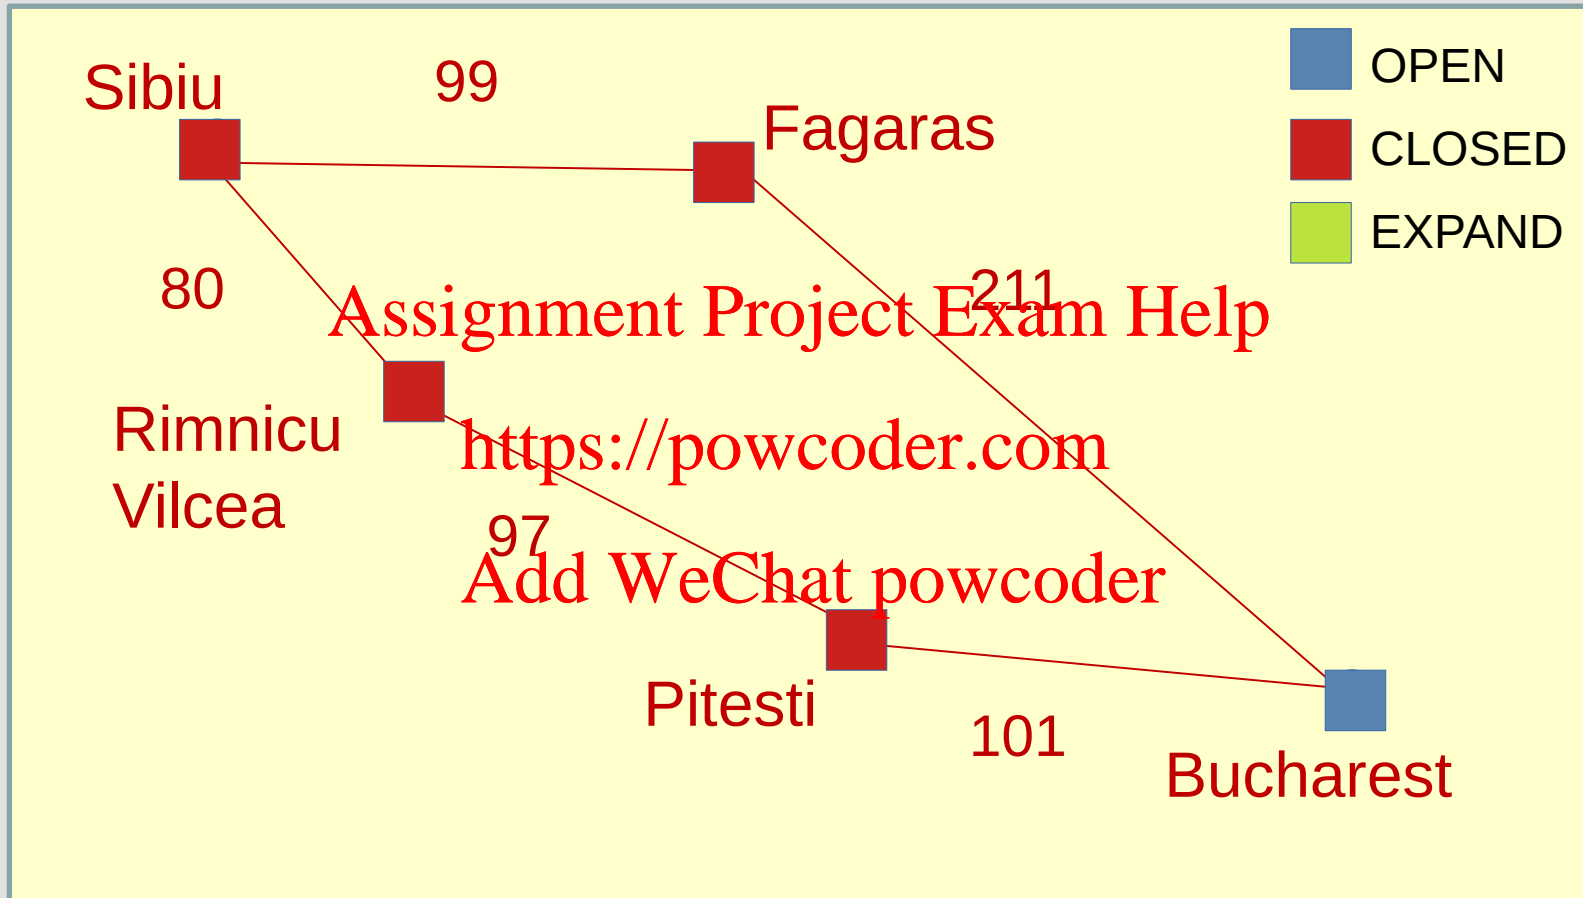 Sibiu
99
Fagaras
OPEN
CLOSED
EXPAND
80
211
Assignment Project Exam Help
Rimnicu
Vilcea
https://powcoder.com
97
Add WeChat powcoder
Pitesti
101
Bucharest